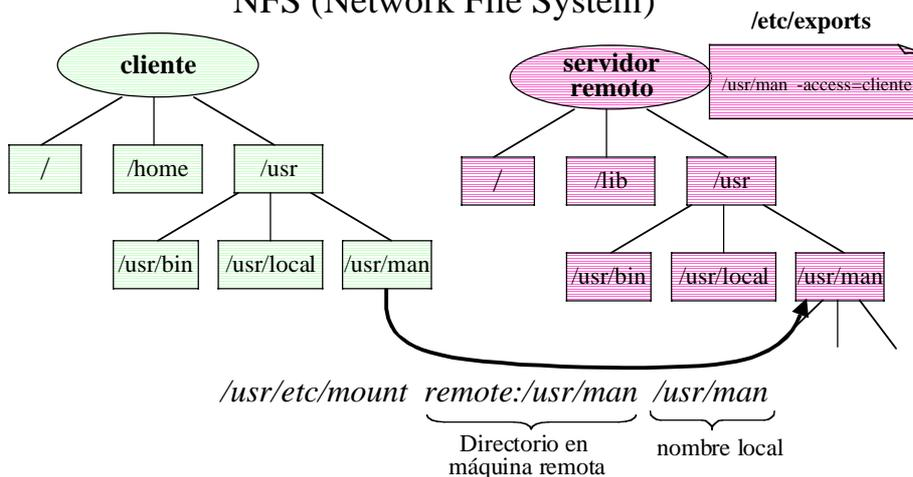 NFS (Network File System)
/etc/exports
cliente
servidor
remoto
/usr/man -access=cliente
/
/home
/usr
/
/lib
/usr
/usr/bin
/usr/local
/usr/man
/usr/bin
/usr/local
/usr/man
/usr/etc/mount remote:/usr/man /usr/man
Directorio en
máquina remota
nombre local